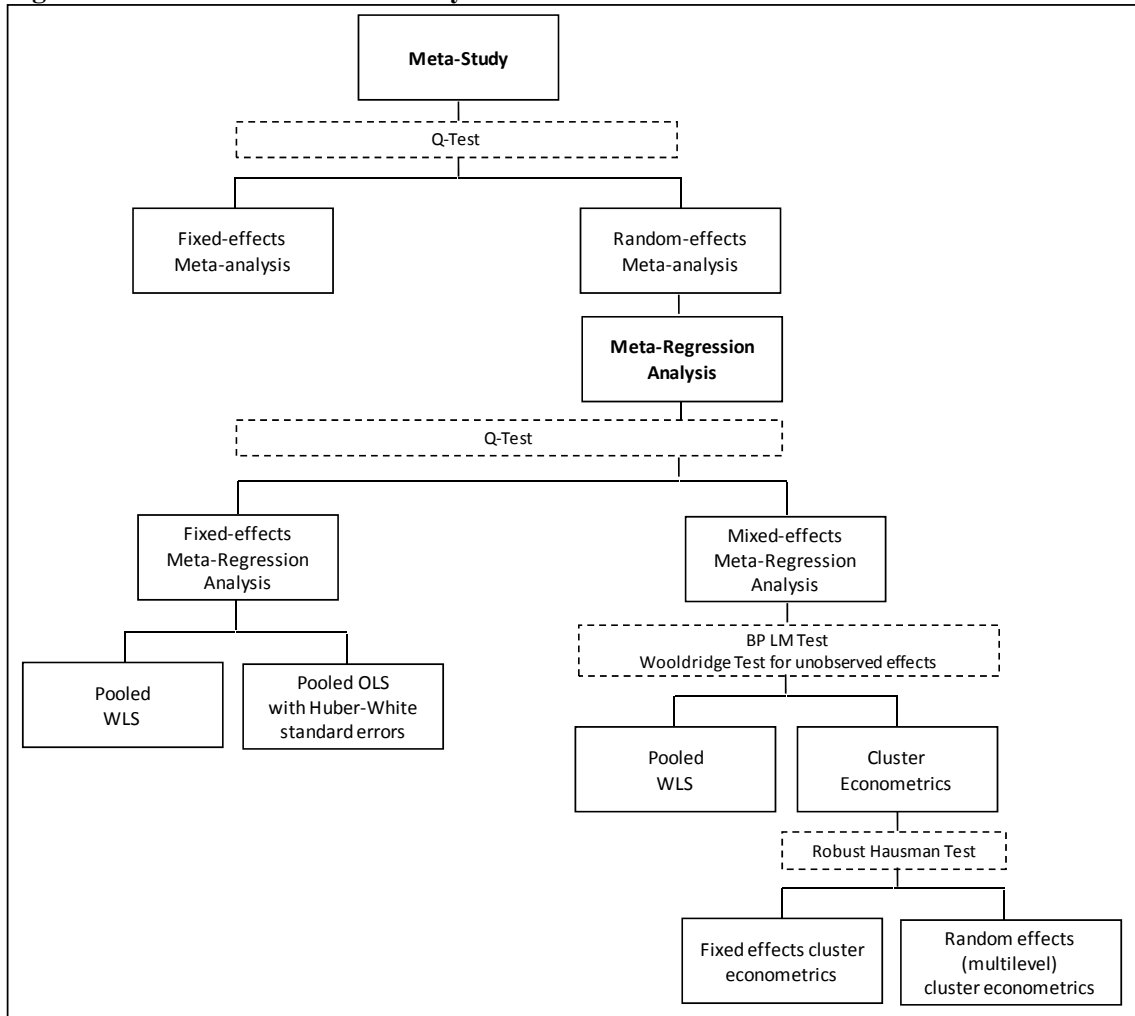 Meta-Study
Q-Test
Fixed-effects
Meta-analysis
Random-effects
Meta-analysis
Meta-Regression
Analysis
Q-Test
Fixed-effects
Meta-Regression
Analysis
Mixed-effects
Meta-Regression
Analysis
BP LM Test
Wooldridge Test for unobserved effects
Pooled
WLS
Pooled OLS
with Huber-White
standard errors
Pooled
WLS
Cluster
Econometrics
Robust Hausman Test
Fixed effects cluster
econometrics
Random effects
(multilevel)
cluster econometrics